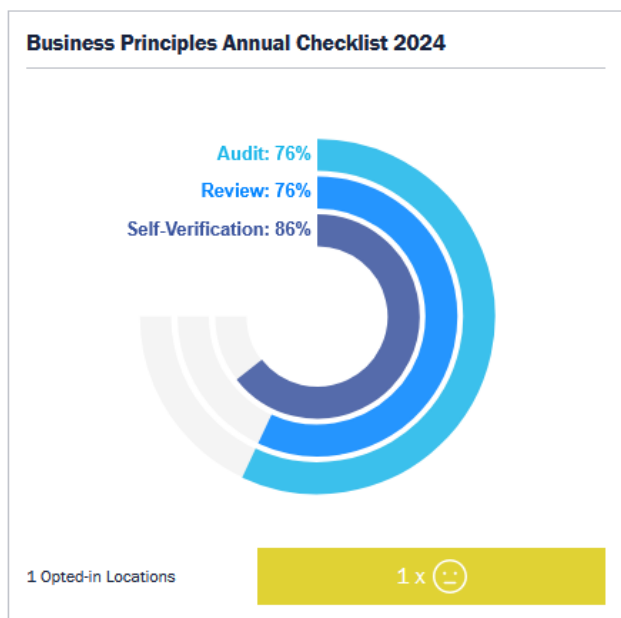 Business Principles Annual Checklist 2024
Audit: 76%
Review: 76%
Self-Verification: 86%
1 Opted-in Locations
1 x